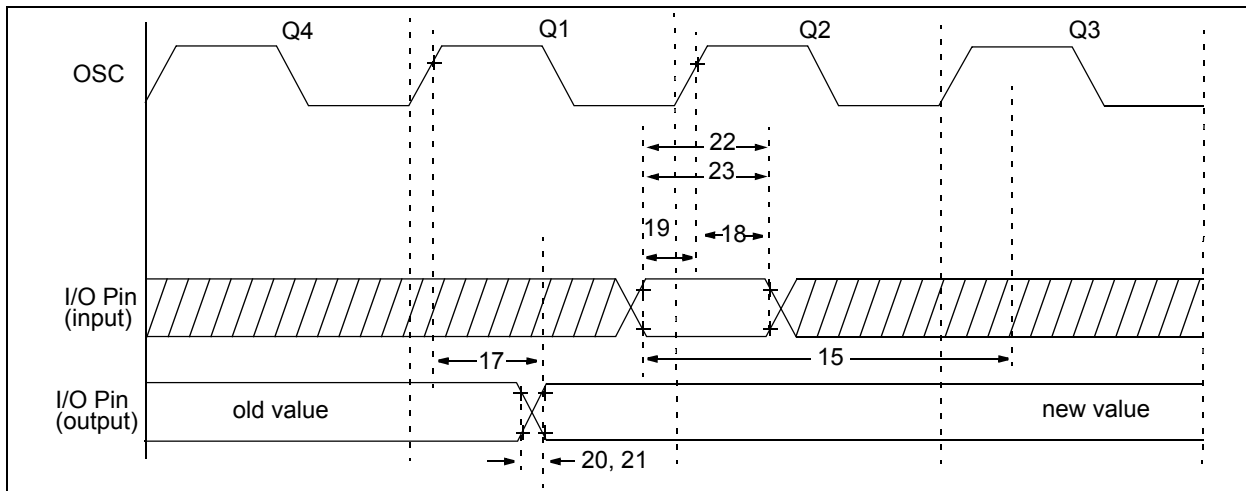 Q4 Q1 Q2 Q3
OSC
22
23
19
18
I/O Pin
(input)
17
15
I/O Pin
(output)
old value
new value
20, 21